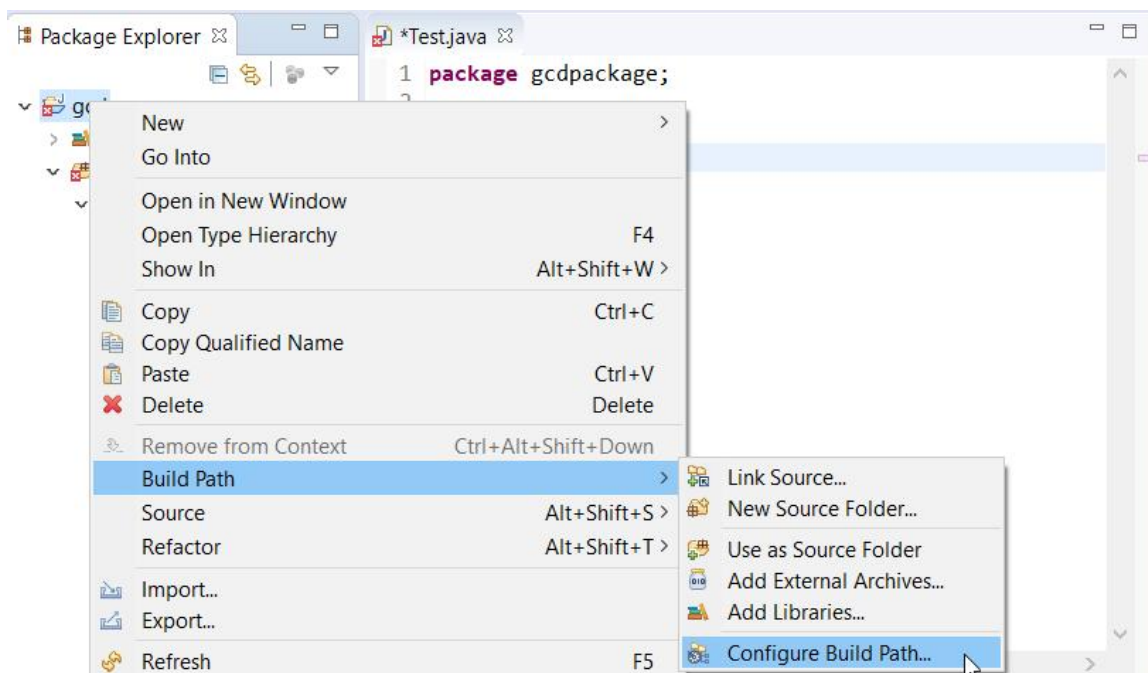 Package Explorer
*Test.java
1 package gcdpackage;
New
Go Into
Open in New Window
Open Type Hierarchy F4
Show In Alt+Shift+W >
Copy Ctrl+C
Copy Qualified Name
Paste Ctrl+V
Delete Delete
Remove from Context Ctrl+Alt+Shift+Down
Build Path
Source Alt+Shift+S >
Refactor Alt+Shift+T >
Import...
Export...
Refresh F5
Link Source...
New Source Folder...
Use as Source Folder
Add External Archives...
Add Libraries...
Configure Build Path...